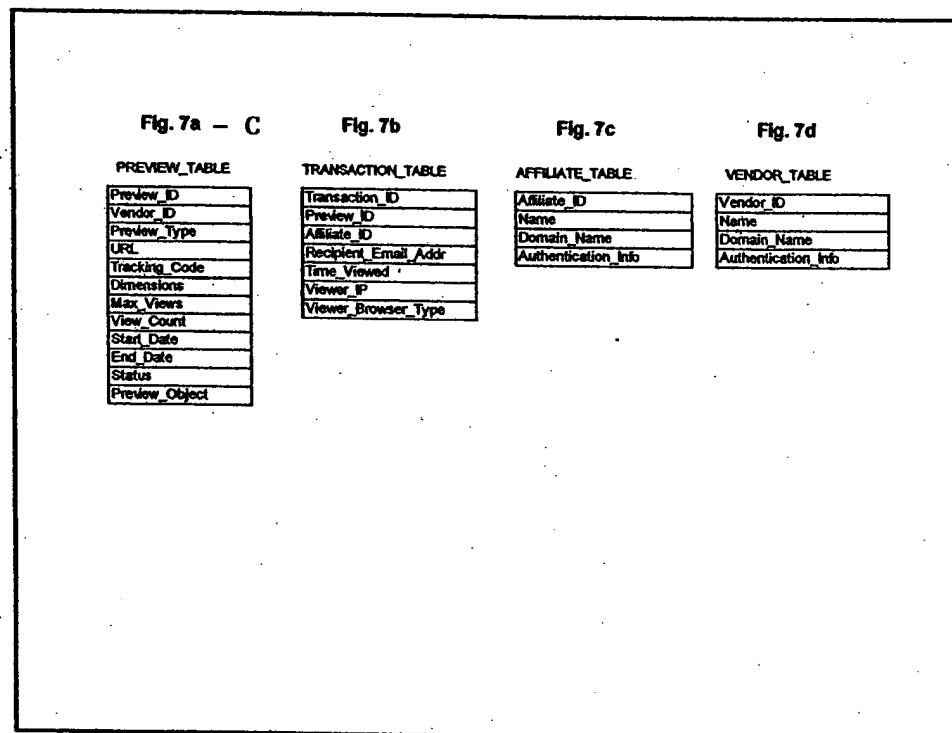 Fig. 7a – C
PREVIEW_TABLE
Preview_ID
Vendor_ID
Preview_Type
URL
Tracking_Code
Dimensions
Max_Views
View_Count
Start_Date
End_Date
Status
Preview_Object
Fig. 7b
TRANSACTION_TABLE
Transaction_ID
Preview_ID
Affiliate_ID
Recipient_Email_Addr
Time_Viewed
Viewer_IP
Viewer_Browser_Type
Fig. 7c
AFFILIATE_TABLE
Affiliate_ID
Name
Domain_Name
Authentication_Info
Fig. 7d
VENDOR_TABLE
Vendor_ID
Name
Domain_Name
Authentication_Info